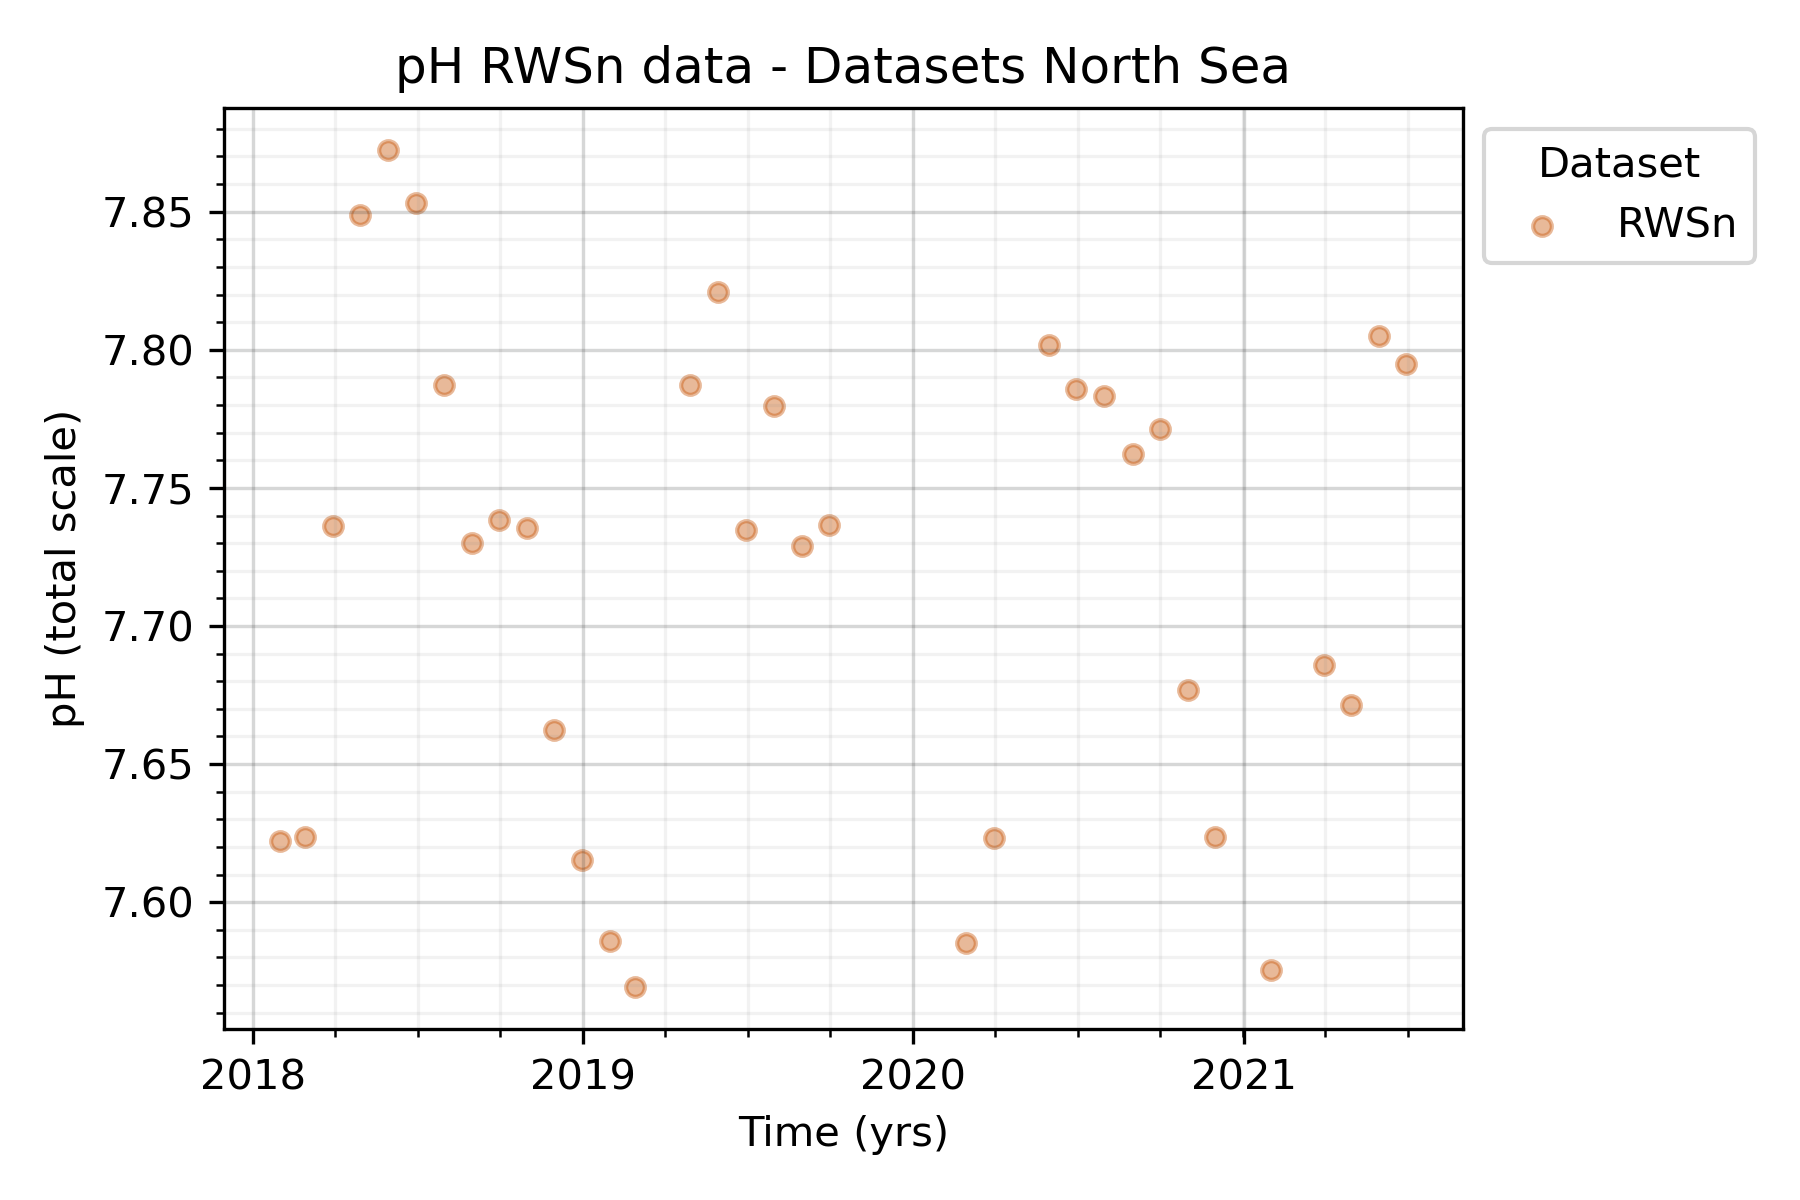 pH RWSn data - Datasets North Sea
Dataset
RWSn
pH (total scale)
7.85
7.80
7.75
7.70
7.65
7.60
2018 2019 2020 2021
Time (yrs)